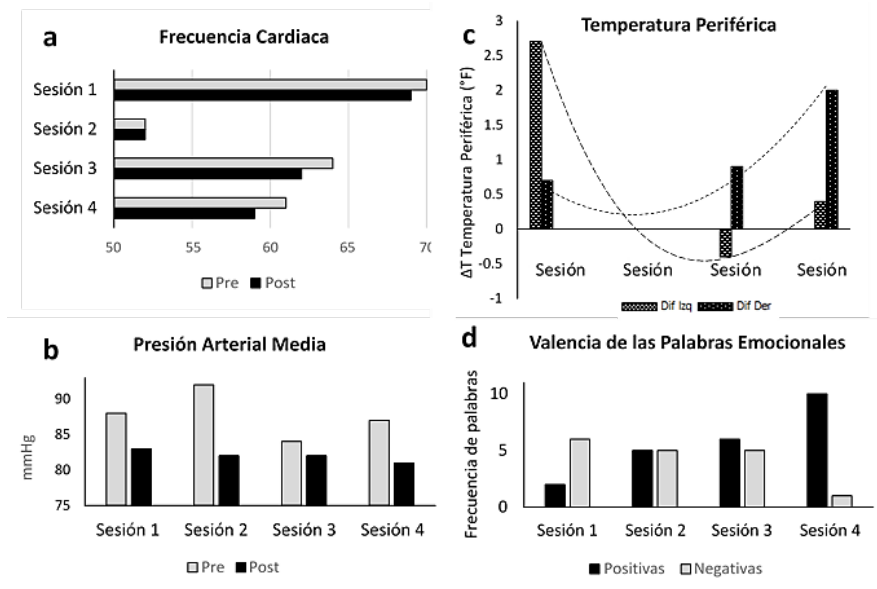 a
Frecuencia Cardiaca
Sesión 1
Sesión 2
Sesión 3
Sesión 4
50 55 60 65 70
Pre Post
b
Presión Arterial Media
mmHg
90
85
80
75
Sesión 1 Sesión 2 Sesión 3 Sesión 4
Pre Post
c
Temperatura Periférica
ΔT Temperatura Periférica (°F)
3
2.5
2
1.5
1
0.5
0
-0.5
-1
Sesión Sesión Sesión Sesión
Dif Izq Dif Der
d
Valencia de las Palabras Emocionales
Frecuencia de palabras
10
5
0
Sesión 1 Sesión 2 Sesión 3 Sesión 4
Positivas Negativas